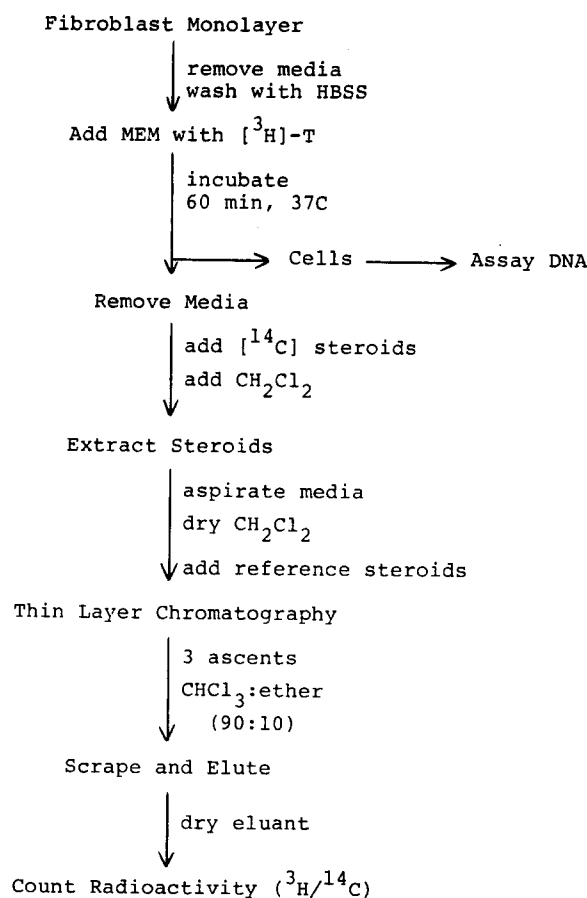 Fibroblast Monolayer
remove media
wash with HBSS
Add MEM with [³H]-T
incubate
60 min, 37C
Cells
Assay DNA
Remove Media
add [¹⁴C] steroids
add CH₂Cl₂
Extract Steroids
aspirate media
dry CH₂Cl₂
add reference steroids
Thin Layer Chromatography
3 ascents
CHCl₃:ether
(90:10)
Scrape and Elute
dry eluant
Count Radioactivity (³H/¹⁴C)